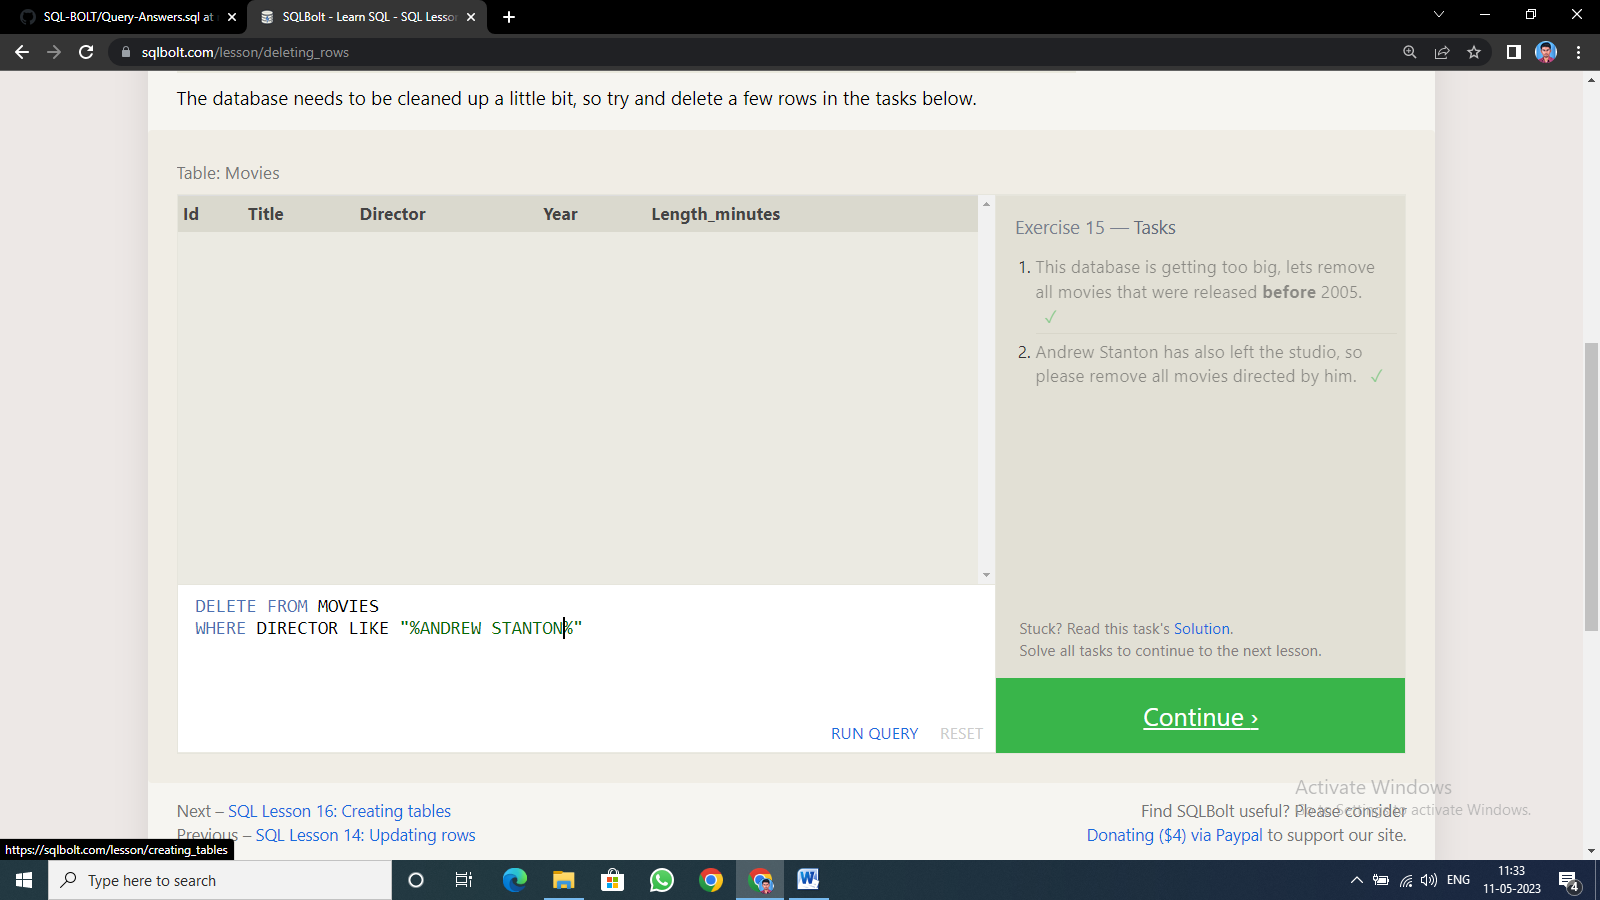 SQL-BOLT/Query-Answers.sql at
SQLBolt - Learn SQL - SQL Lesson
sqlbolt.com/lesson/deleting_rows
The database needs to be cleaned up a little bit, so try and delete a few rows in the tasks below.
Table: Movies
Id Title Director Year Length_minutes
Exercise 15 — Tasks
1. This database is getting too big, lets remove
all movies that were released before 2005.
✓
2. Andrew Stanton has also left the studio, so
please remove all movies directed by him. ✓
DELETE FROM MOVIES
WHERE DIRECTOR LIKE "%ANDREW STANTON%"
Stuck? Read this task's Solution.
Solve all tasks to continue to the next lesson.
RUN QUERY RESET
Continue ›
Activate Windows
Go to Settings to activate Windows.
Next – SQL Lesson 16: Creating tables
Previous – SQL Lesson 14: Updating rows
Find SQLBolt useful? Please consider
Donating ($4) via Paypal to support our site.
https://sqlbolt.com/lesson/creating_tables
Type here to search
ENG
11:33
11-05-2023
4